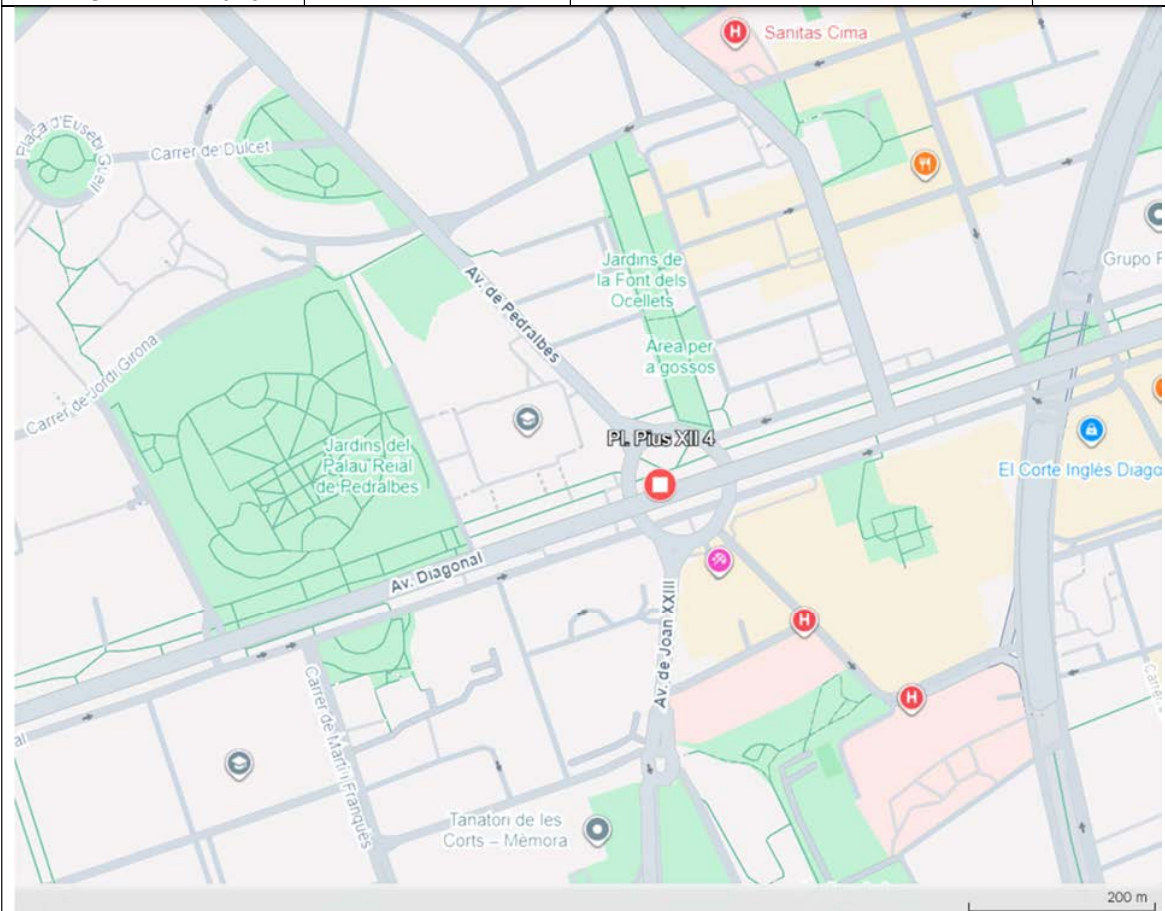 Sanitas Cima
Plaça d'Eusebi Güell
Carrer de Dulcet
Grupo F
Jardins de
la Font dels
Ocellets
Av. de Pedralbes
Àrea per
a gossos
Carrer de Jordi Girona
Pl. Pius XII 4
Jardins del
Palau Reial
de Pedralbes
El Corte Inglés Diago
Av. Diagonal
Av. de Joan XXIII
Carrer de Martí i Franquès
al
Tanatori de les
Corts – Mémora
200 m